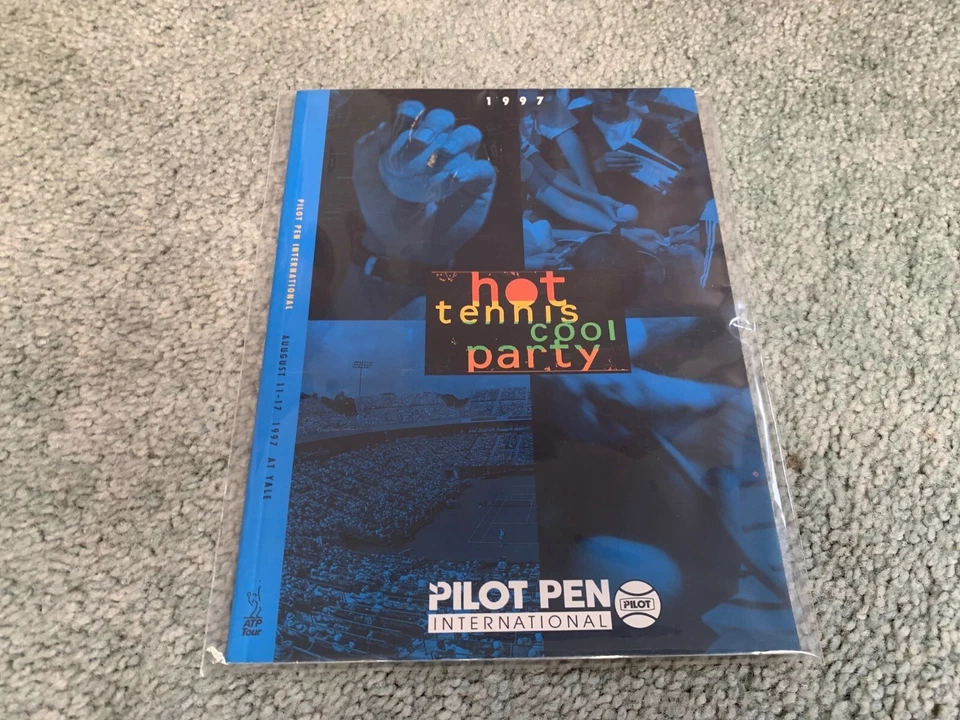 1997
PILOT PEN INTERNATIONAL AUGUST 11-17 1997 AT YALE
hot
tennis
cool
party
PILOT PEN
INTERNATIONAL
PILOT
ATP
Tour